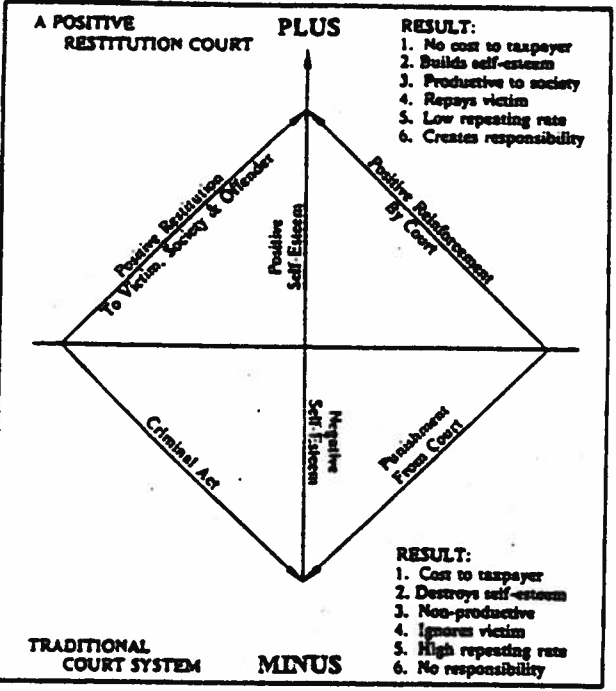 A POSITIVE
RESTITUTION COURT
PLUS
RESULT:
1. No cost to taxpayer
2. Builds self-esteem
3. Productive to society
4. Repays victim
5. Low repeating rate
6. Creates responsibility
Positive Restitution
To Victim, Society & Offender
Positive
Self-Esteem
Positive Reinforcement
By Court
Criminal Act
Negative
Self-Esteem
Punishment
From Court
RESULT:
1. Cost to taxpayer
2. Destroys self-esteem
3. Non-productive
4. Ignores victim
5. High repeating rate
6. No responsibility
TRADITIONAL
COURT SYSTEM
MINUS